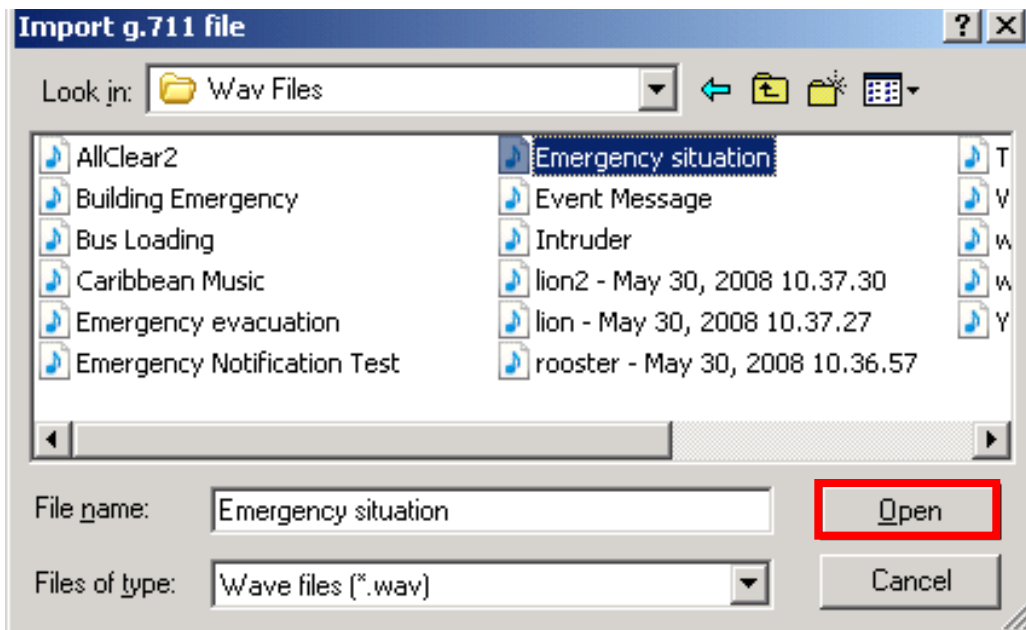 Import g.711 file
Look in: Wav Files
AllClear2
Building Emergency
Bus Loading
Caribbean Music
Emergency evacuation
Emergency Notification Test
Emergency situation
Event Message
Intruder
lion2 - May 30, 2008 10.37.30
lion - May 30, 2008 10.37.27
rooster - May 30, 2008 10.36.57
T
V
w
w
Y
File name: Emergency situation
Open
Files of type: Wave files (*.wav)
Cancel